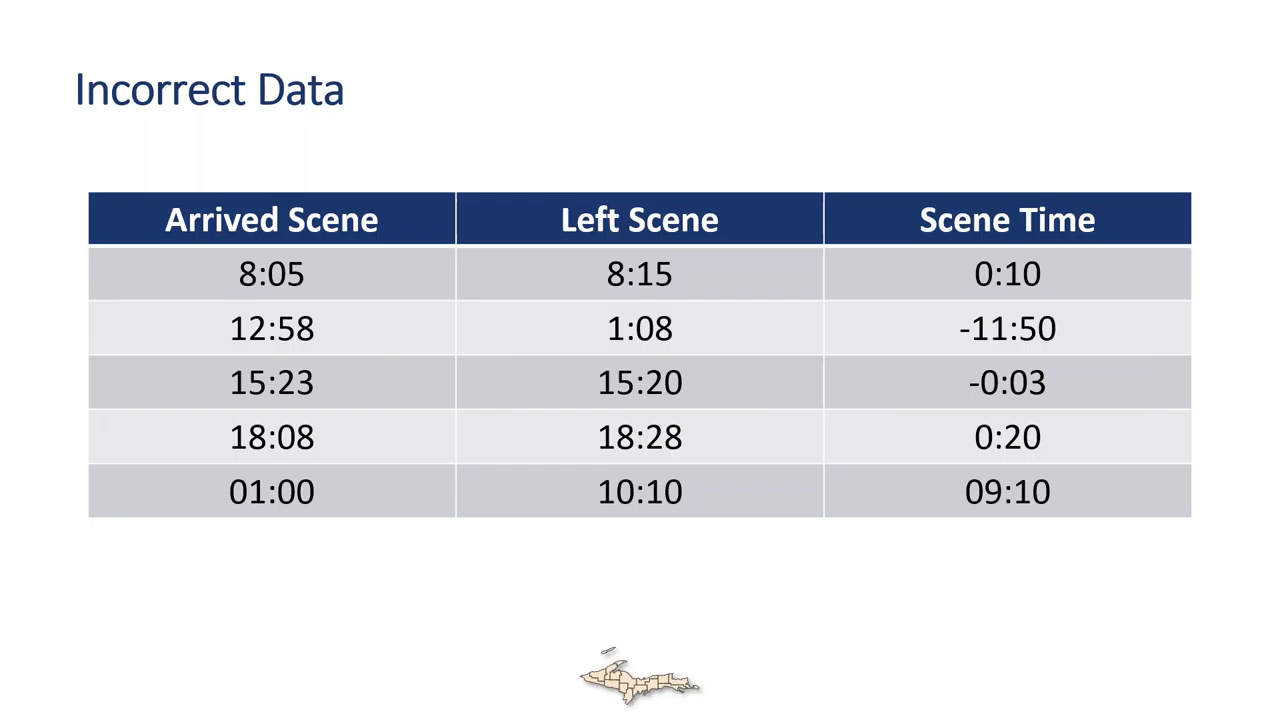 Incorrect Data
Arrived Scene Left Scene Scene Time
8:05 8:15 0:10
12:58 1:08 -11:50
15:23 15:20 -0:03
18:08 18:28 0:20
01:00 10:10 09:10